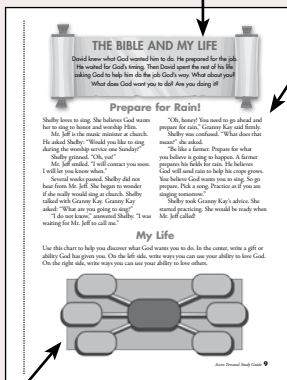 THE BIBLE AND MY LIFE
David knew what God wanted him to do. He prepared for the job.
He waited for God's timing. Then David spent the rest of his life
asking God to help him do the job God's way. What about you?
What does God want you to do? Are you doing it?
Prepare for Rain!
Shelby loves to sing. She believes God wants
her to sing to honor and worship Him.
Mr. Jeff is the music minister at church.
He asked Shelby: "Would you like to sing
during the worship service one Sunday?"
Shelby grinned. "Oh, yes!"
Mr. Jeff smiled. "I will contact you soon.
I will let you know when."
Several weeks passed. Shelby did not
hear from Mr. Jeff. She began to wonder
if she really would sing at church. Shelby
talked with Granny Kay. Granny Kay
asked: "What are you going to sing?"
"I do not know," answered Shelby. "I was
waiting for Mr. Jeff to call me."
"Oh, honey! You need to go ahead and
prepare for rain," Granny Kay said firmly.
Shelby was confused. "What does that
mean?" she asked.
"Be like a farmer. Prepare for what
you believe is going to happen. A farmer
prepares his fields for rain. He believes
God will send rain to help his crops grow.
You believe God wants you to sing. So go
prepare. Pick a song. Practice as if you are
singing tomorrow."
Shelby took Granny Kay's advice. She
started practicing. She would be ready when
Mr. Jeff called!
My Life
Use this chart to help you discover what God wants you to do. In the center, write a gift or
ability God has given you. On the left side, write ways you can use your ability to love God.
On the right side, write ways you can use your ability to love others.
Access Personal Study Guide 9